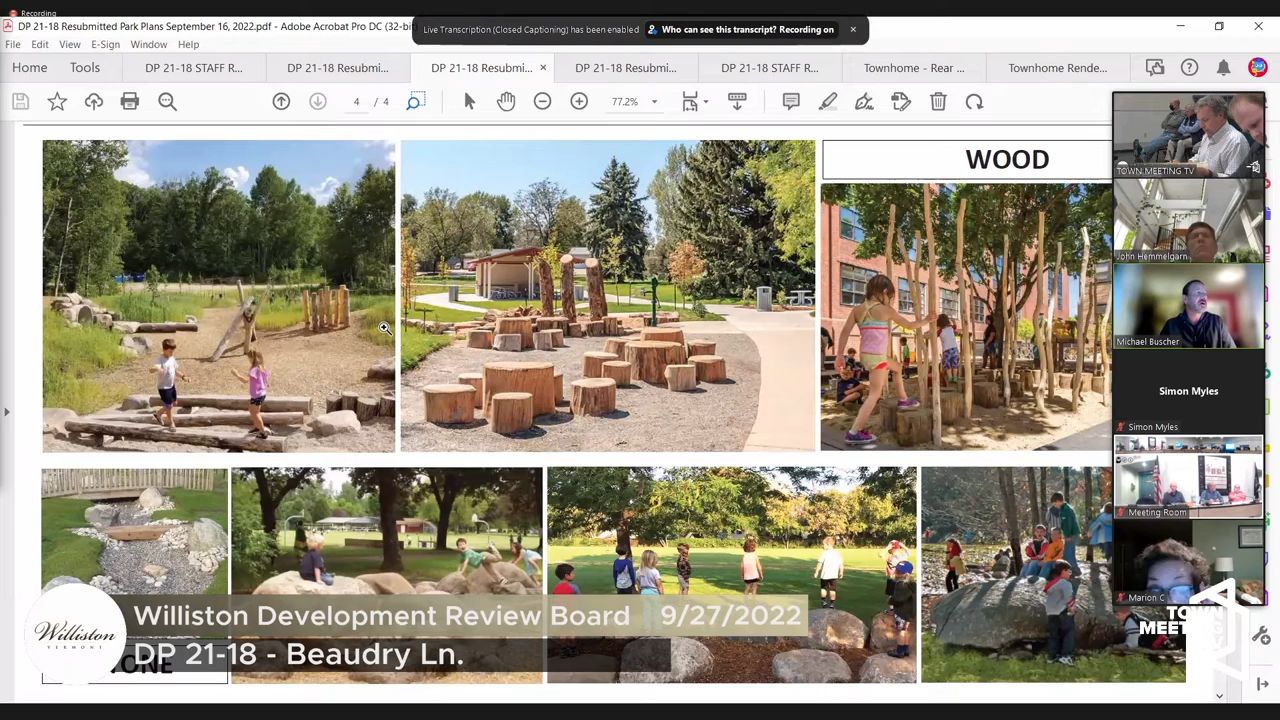 Recording
DP 21-18 Resubmitted Park Plans September 16, 2022.pdf - Adobe Acrobat Pro DC (32-bit
Live Transcription (Closed Captioning) has been enabled
Who can see this transcript? Recording on
File Edit View E-Sign Window Help
Home Tools DP 21-18 STAFF R... DP 21-18 Resubmi... DP 21-18 Resubmi... DP 21-18 Resubmi... DP 21-18 STAFF R... Townhome - Rear ... Townhome Rende...
4 / 4 77.2%
WOOD
TOWN MEETING TV
John Hemmelgarn
Michael Buscher
Simon Myles
Simon Myles
Meeting Room
Marion C
Williston Development Review Board 9/27/2022
DP 21-18 - Beaudry Ln.
Williston
VERMONT